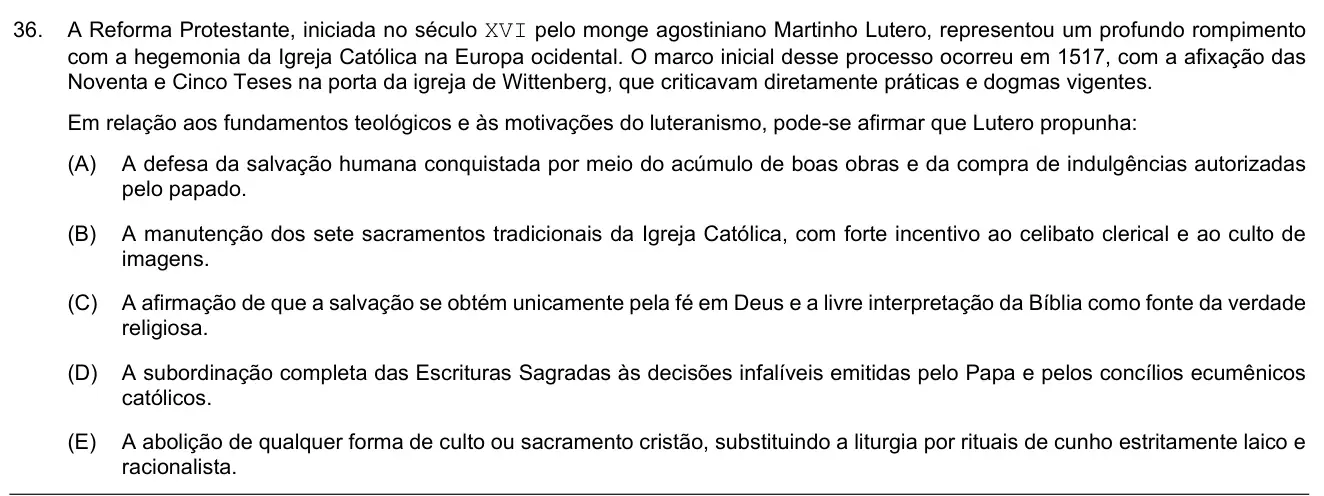 36. A Reforma Protestante, iniciada no século XVI pelo monge agostiniano Martinho Lutero, representou um profundo rompimento
com a hegemonia da Igreja Católica na Europa ocidental. O marco inicial desse processo ocorreu em 1517, com a afixação das
Noventa e Cinco Teses na porta da igreja de Wittenberg, que criticavam diretamente práticas e dogmas vigentes.
Em relação aos fundamentos teológicos e às motivações do luteranismo, pode-se afirmar que Lutero propunha:
(A) A defesa da salvação humana conquistada por meio do acúmulo de boas obras e da compra de indulgências autorizadas
pelo papado.
(B) A manutenção dos sete sacramentos tradicionais da Igreja Católica, com forte incentivo ao celibato clerical e ao culto de
imagens.
(C) A afirmação de que a salvação se obtém unicamente pela fé em Deus e a livre interpretação da Bíblia como fonte da verdade
religiosa.
(D) A subordinação completa das Escrituras Sagradas às decisões infalíveis emitidas pelo Papa e pelos concílios ecumênicos
católicos.
(E) A abolição de qualquer forma de culto ou sacramento cristão, substituindo a liturgia por rituais de cunho estritamente laico e
racionalista.